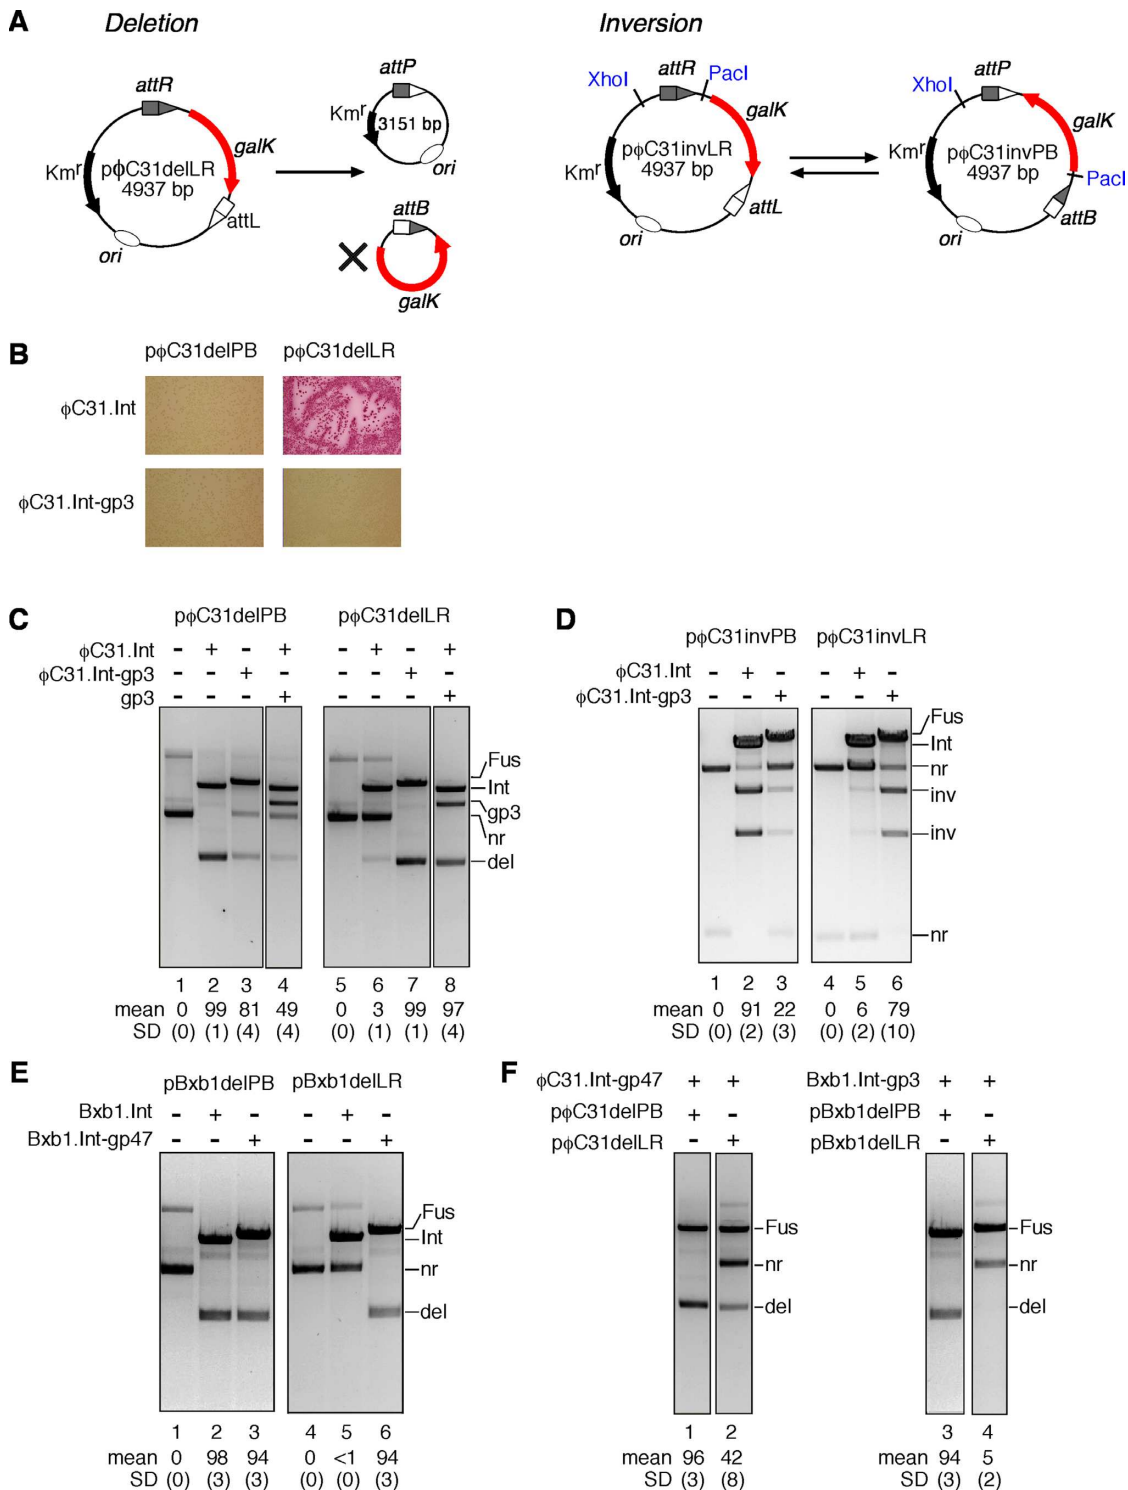 A
Deletion
Inversion
attR
galK
Kmr
pϕC31delLR
4937 bp
attL
ori
attP
Kmr
3151 bp
ori
attB
galK
XhoI
attR
PacI
galK
Kmr
pϕC31invLR
4937 bp
attL
ori
attP
XhoI
galK
Kmr
pϕC31invPB
4937 bp
PacI
attB
ori
B
pϕC31delPB pϕC31delLR
ϕC31.Int
ϕC31.Int-gp3
C
pϕC31delPB pϕC31delLR
ϕC31.Int - + - + - + - +
ϕC31.Int-gp3 - - + - - - + -
gp3 - - - + - - - +
Fus
Int
gp3
nr
del
1 2 3 4 5 6 7 8
mean 0 99 81 49 0 3 99 97
SD (0) (1) (4) (4) (0) (1) (1) (4)
D
pϕC31invPB pϕC31invLR
ϕC31.Int - + - - + -
ϕC31.Int-gp3 - - + - - +
Fus
Int
nr
inv
inv
nr
1 2 3 4 5 6
mean 0 91 22 0 6 79
SD (0) (2) (3) (0) (2) (10)
E
pBxb1delPB pBxb1delLR
Bxb1.Int - + - - + -
Bxb1.Int-gp47 - - + - - +
Fus
Int
nr
del
1 2 3 4 5 6
mean 0 98 94 0 <1 94
SD (0) (3) (3) (0) (0) (3)
F
ϕC31.Int-gp47 + +
pϕC31delPB + -
pϕC31delLR - +
Fus
nr
del
1 2
mean 96 42
SD (3) (8)
Bxb1.Int-gp3 + +
pBxb1delPB + -
pBxb1delLR - +
Fus
nr
del
3 4
mean 94 5
SD (3) (2)